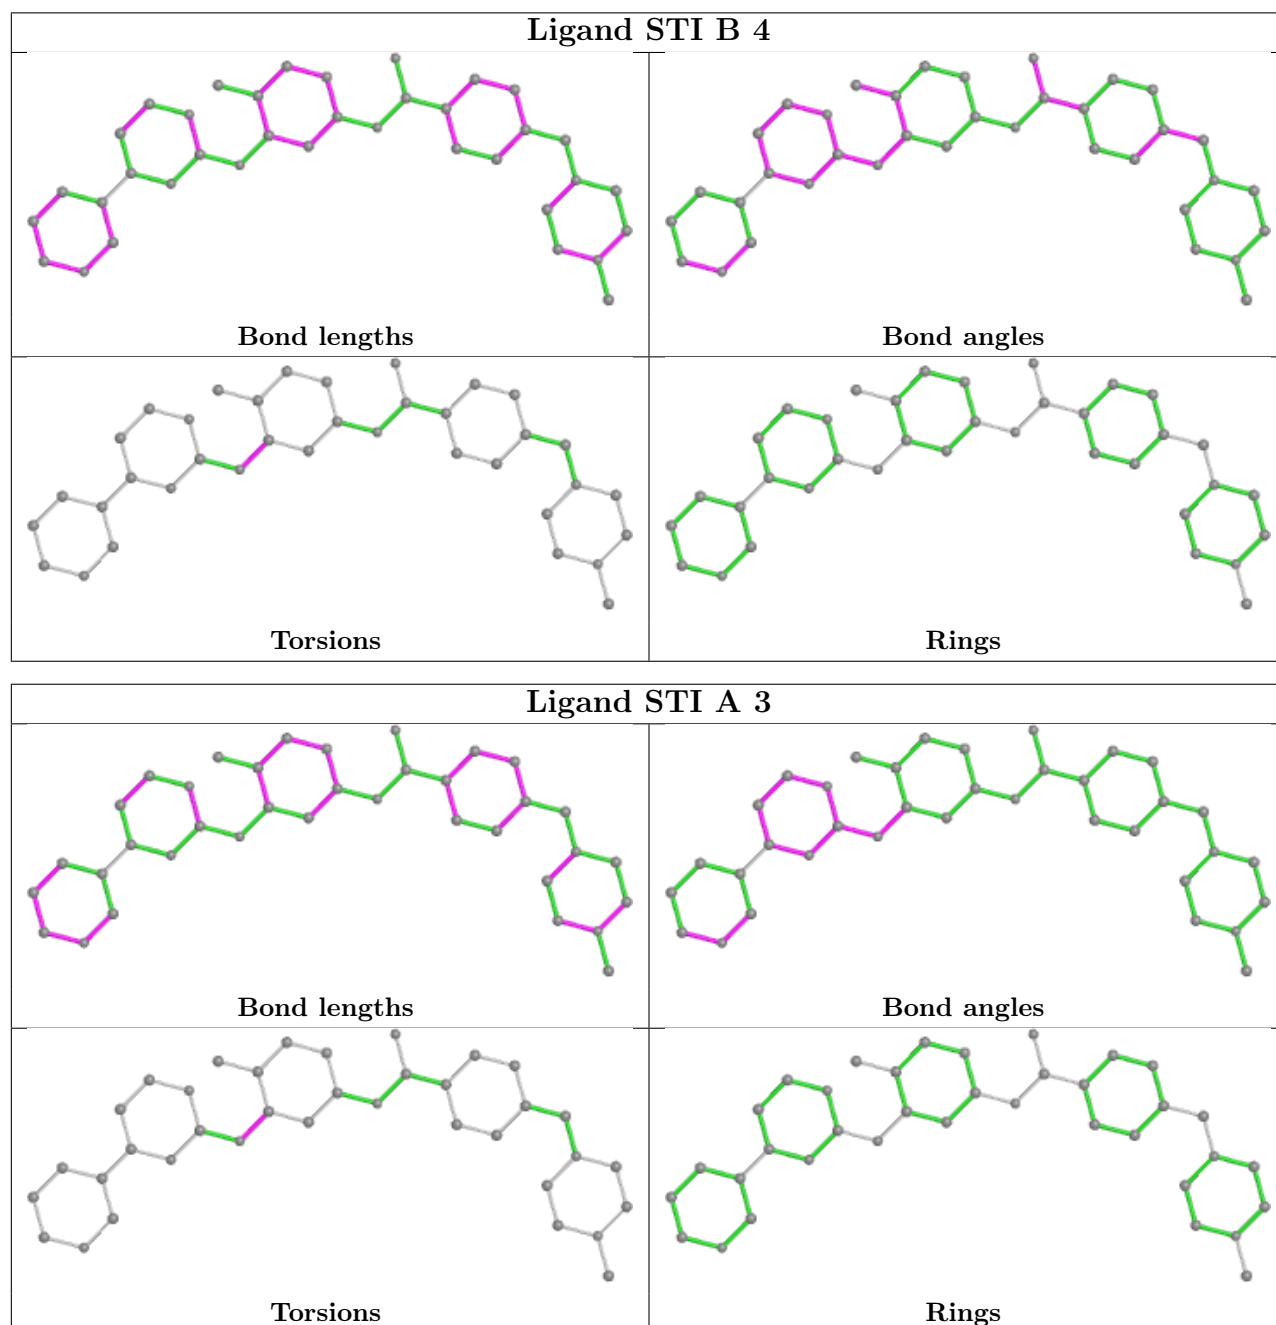 Ligand STI B 4
Bond lengths
Bond angles
Torsions
Rings
Ligand STI A 3
Bond lengths
Bond angles
Torsions
Rings